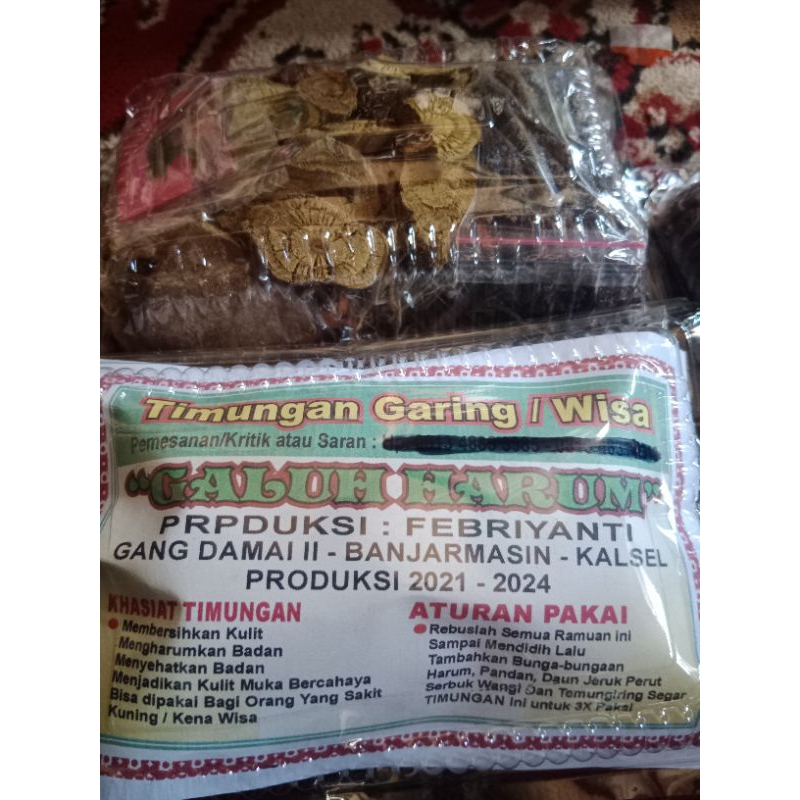 Timungan Garing / Wisa
Pemesanan/Kritik atau Saran :
"GALUH HARUM"
PRPDUKSI : FEBRIYANTI
GANG DAMAI II - BANJARMASIN - KALSEL
PRODUKSI 2021 - 2024
KHASIAT TIMUNGAN
Membersihkan Kulit
Mengharumkan Badan
Menyehatkan Badan
Menjadikan Kulit Muka Bercahaya
Bisa dipakai Bagi Orang Yang Sakit
Kuning / Kena Wisa
ATURAN PAKAI
Rebuslah Semua Ramuan ini
Sampai Mendidih Lalu
Tambahkan Bunga-bungaan
Harum, Pandan, Daun Jeruk Perut
Serbuk Wangi Dan Temungiring Segar
TIMUNGAN ini untuk 3X Pakai